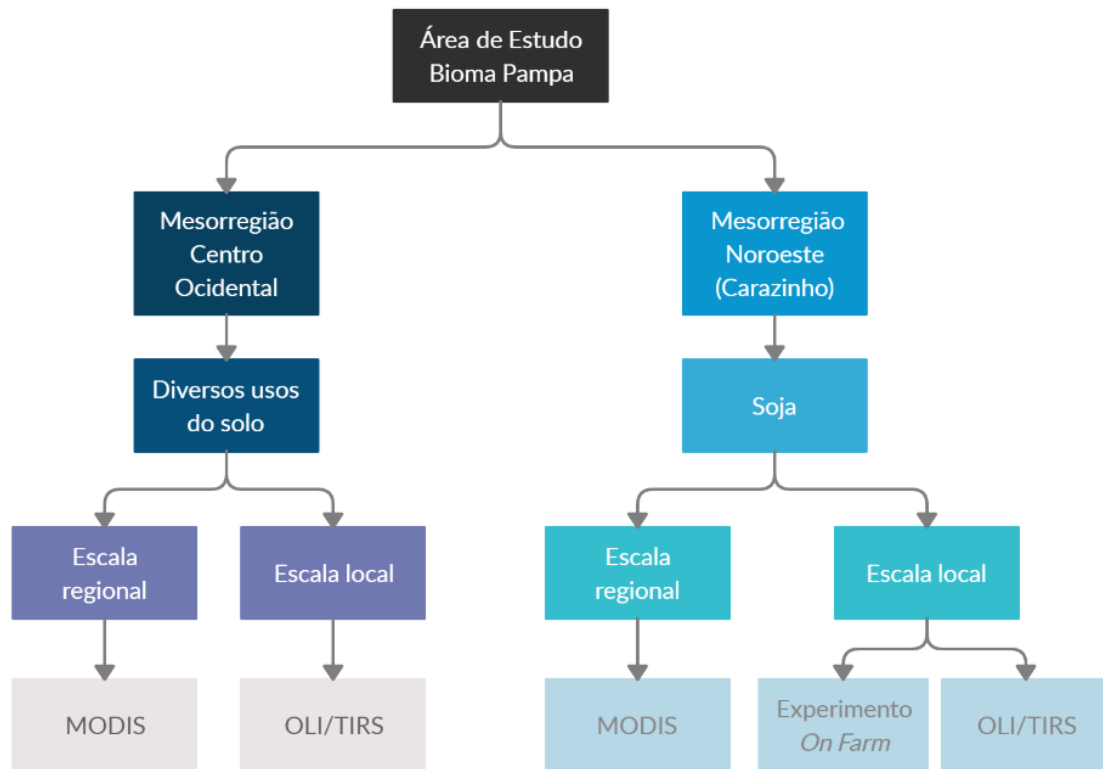 Área de Estudo
Bioma Pampa
Mesorregião
Centro
Ocidental
Mesorregião
Noroeste
(Carazinho)
Diversos usos
do solo
Soja
Escala
regional
Escala local
Escala
regional
Escala local
MODIS
OLI/TIRS
MODIS
Experimento
On Farm
OLI/TIRS